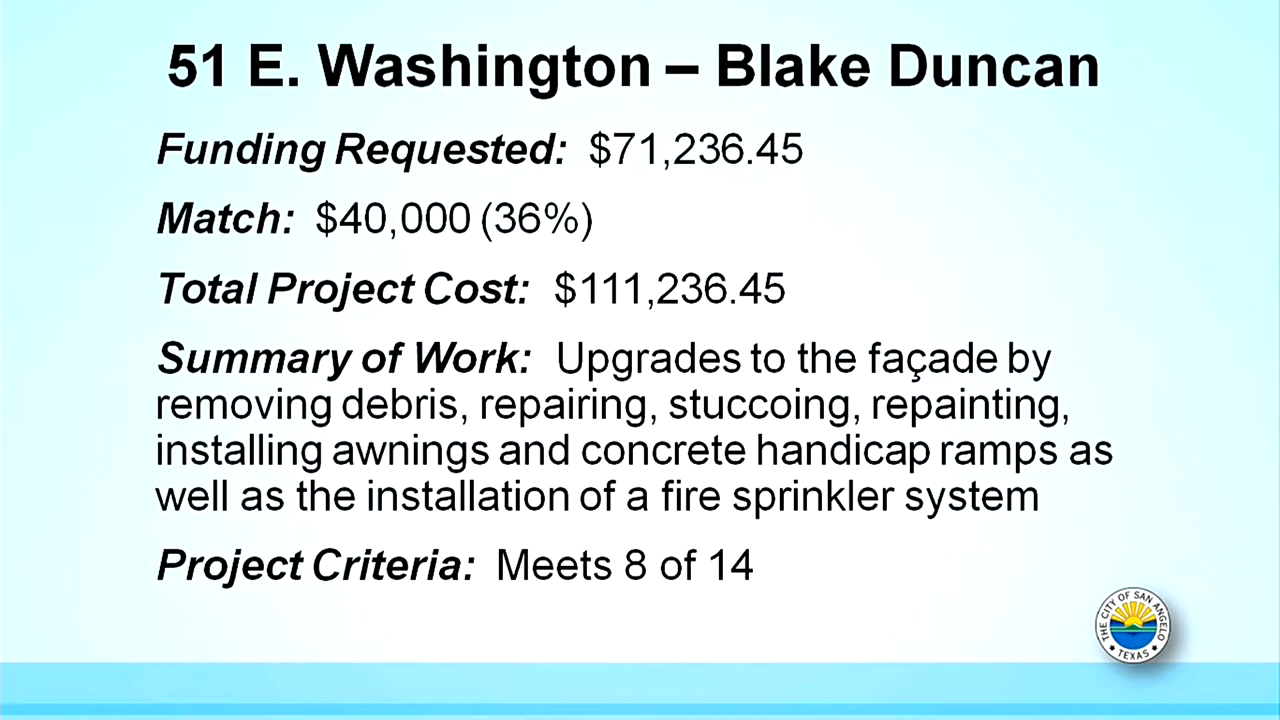 51 E. Washington – Blake Duncan
Funding Requested: $71,236.45
Match: $40,000 (36%)
Total Project Cost: $111,236.45
Summary of Work: Upgrades to the façade by
removing debris, repairing, stuccoing, repainting,
installing awnings and concrete handicap ramps as
well as the installation of a fire sprinkler system
Project Criteria: Meets 8 of 14
THE CITY OF SAN ANGELO
TEXAS